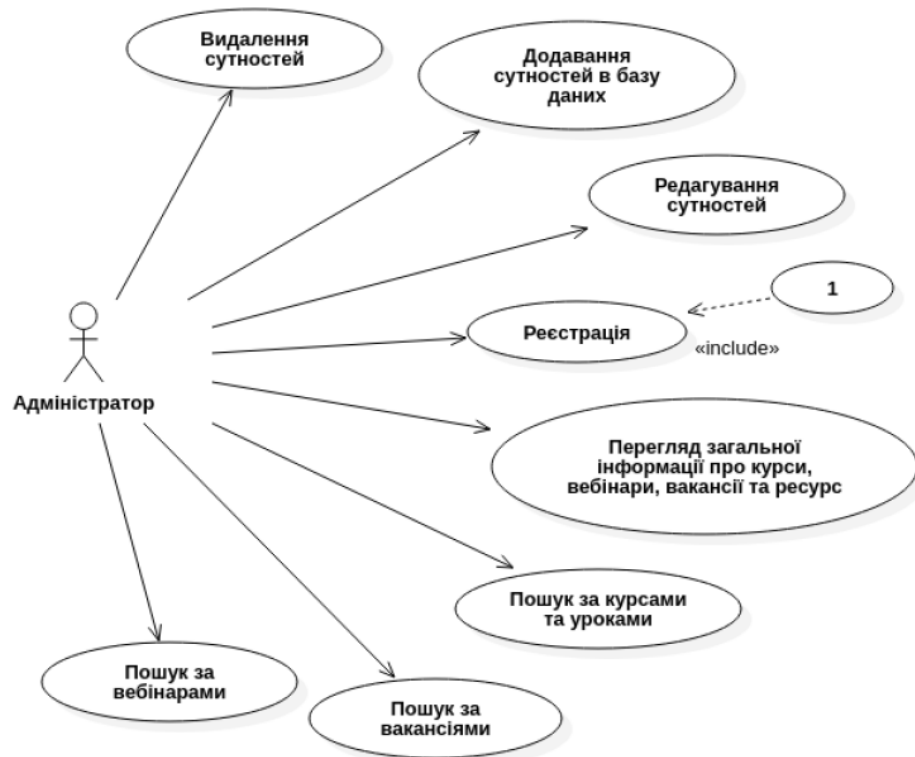 Видалення
сутностей
Додавання
сутностей в базу
даних
Редагування
сутностей
1
Реєстрація
«include»
Адміністратор
Перегляд загальної
інформації про курси,
вебінари, вакансії та ресурс
Пошук за курсами
та уроками
Пошук за
вебінарами
Пошук за
вакансіями